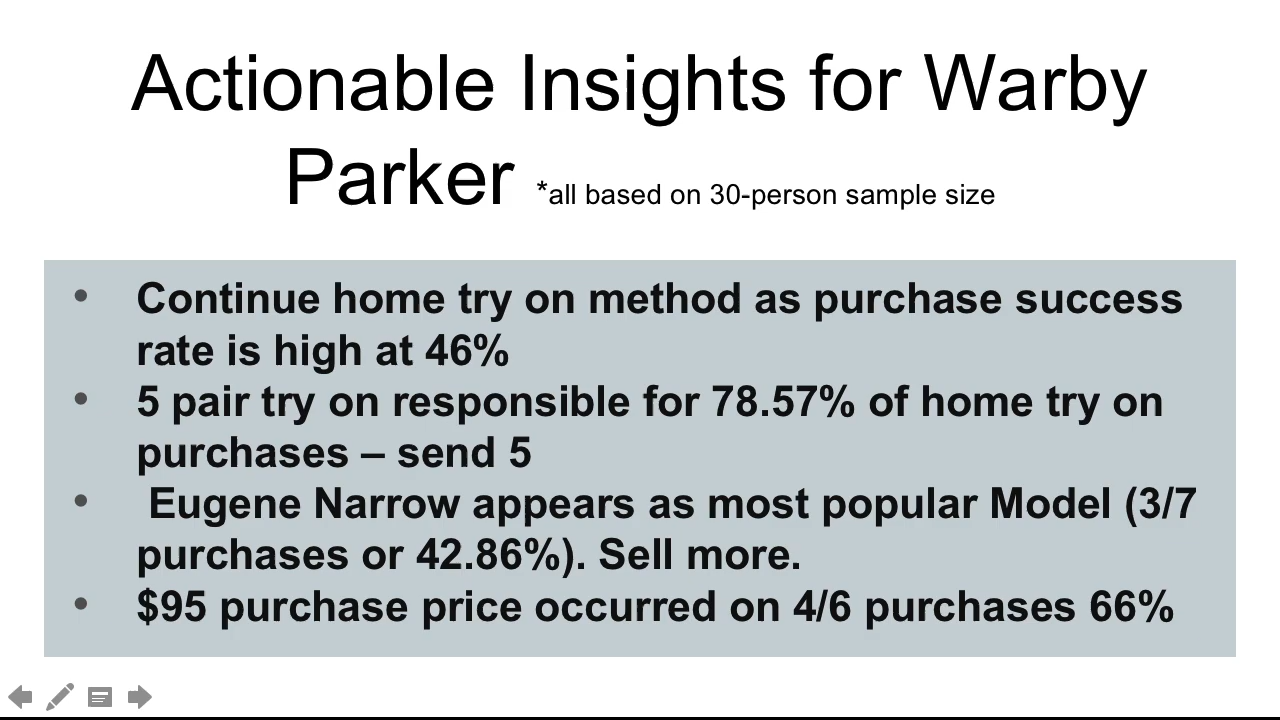 Actionable Insights for Warby
Parker *all based on 30-person sample size
• Continue home try on method as purchase success
rate is high at 46%
• 5 pair try on responsible for 78.57% of home try on
purchases – send 5
• Eugene Narrow appears as most popular Model (3/7
purchases or 42.86%). Sell more.
• $95 purchase price occurred on 4/6 purchases 66%